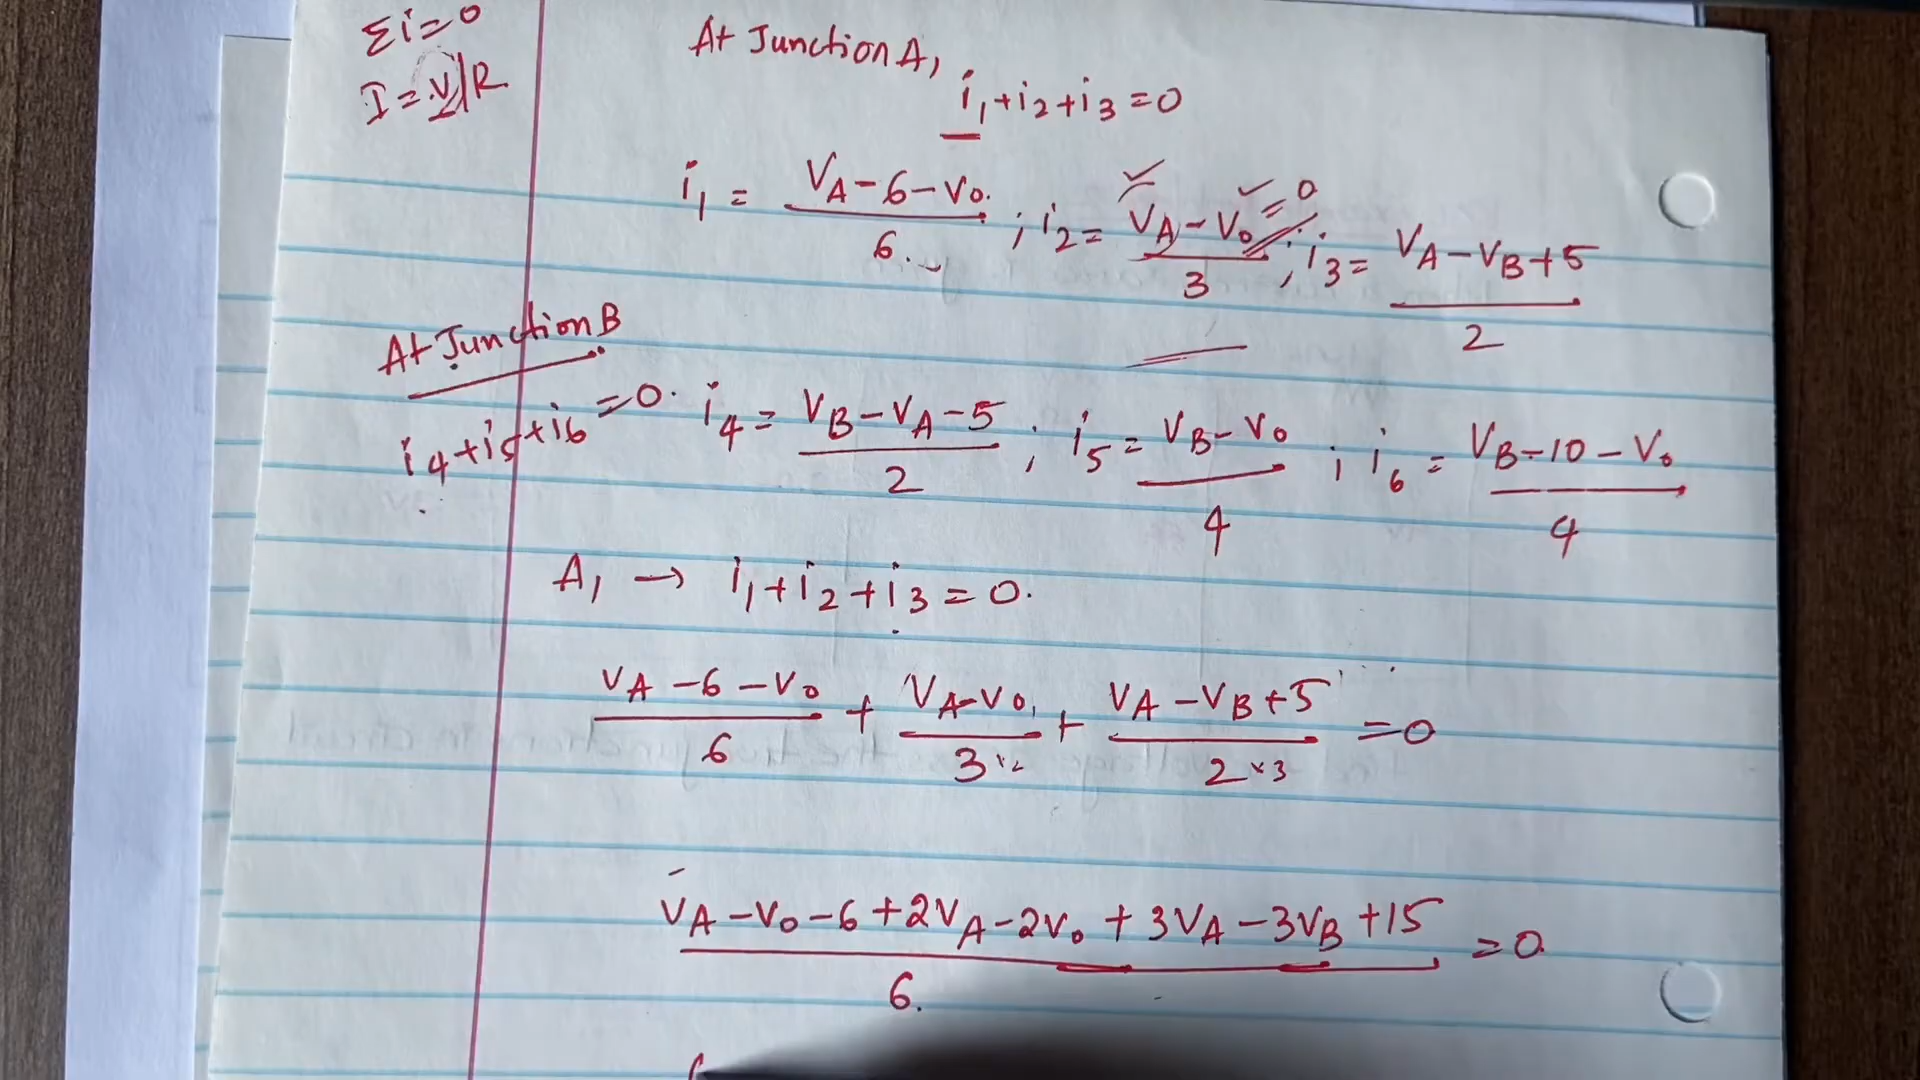 Σi=0
I=V/R
At Junction A,
i₁+i₂+i₃=0
i₁ = (VA-6-V₀.)/6. ; i₂= (VA-V₀)/3 =0 ; i₃= (VA-VB+5)/2
At Junction B
i₄+i₅+i₆=0. i₄= (VB-VA-5)/2 ; i₅= (VB-V₀)/4 ; i₆= (VB-10-V₀)/4
A, → i₁+i₂+i₃=0.
(VA-6-V₀)/6 + (VA-V₀)/(3×2) + (VA-VB+5)/(2×3) =0
(VA-V₀-6+2VA-2V₀+3VA-3VB+15)/6. =0.